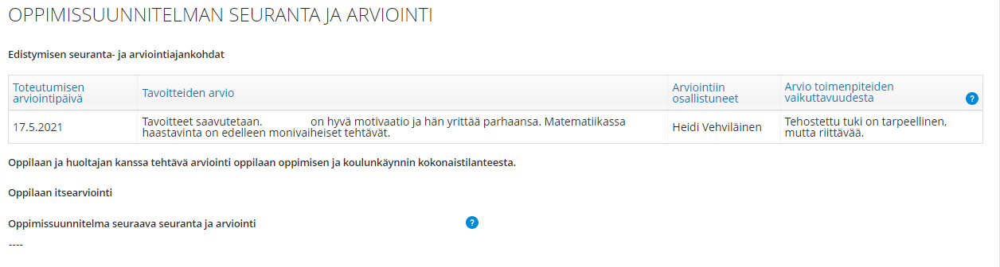 OPPIMISSUUNNITELMAN SEURANTA JA ARVIOINTI
Edistymisen seuranta- ja arviointiajankohdat
Toteutumisen arviointipäivä
Tavoitteiden arvio
Arviointiin osallistuneet
Arvio toimenpiteiden vaikuttavuudesta
?
17.5.2021
Tavoitteet saavutetaan. on hyvä motivaatio ja hän yrittää parhaansa. Matematiikassa
haastavinta on edelleen monivaiheiset tehtävät.
Heidi Vehviläinen
Tehostettu tuki on tarpeellinen,
mutta riittävää.
Oppilaan ja huoltajan kanssa tehtävä arviointi oppilaan oppimisen ja koulunkäynnin kokonaistilanteesta.
Oppilaan itsearviointi
Oppimissuunnitelma seuraava seuranta ja arviointi ?
----